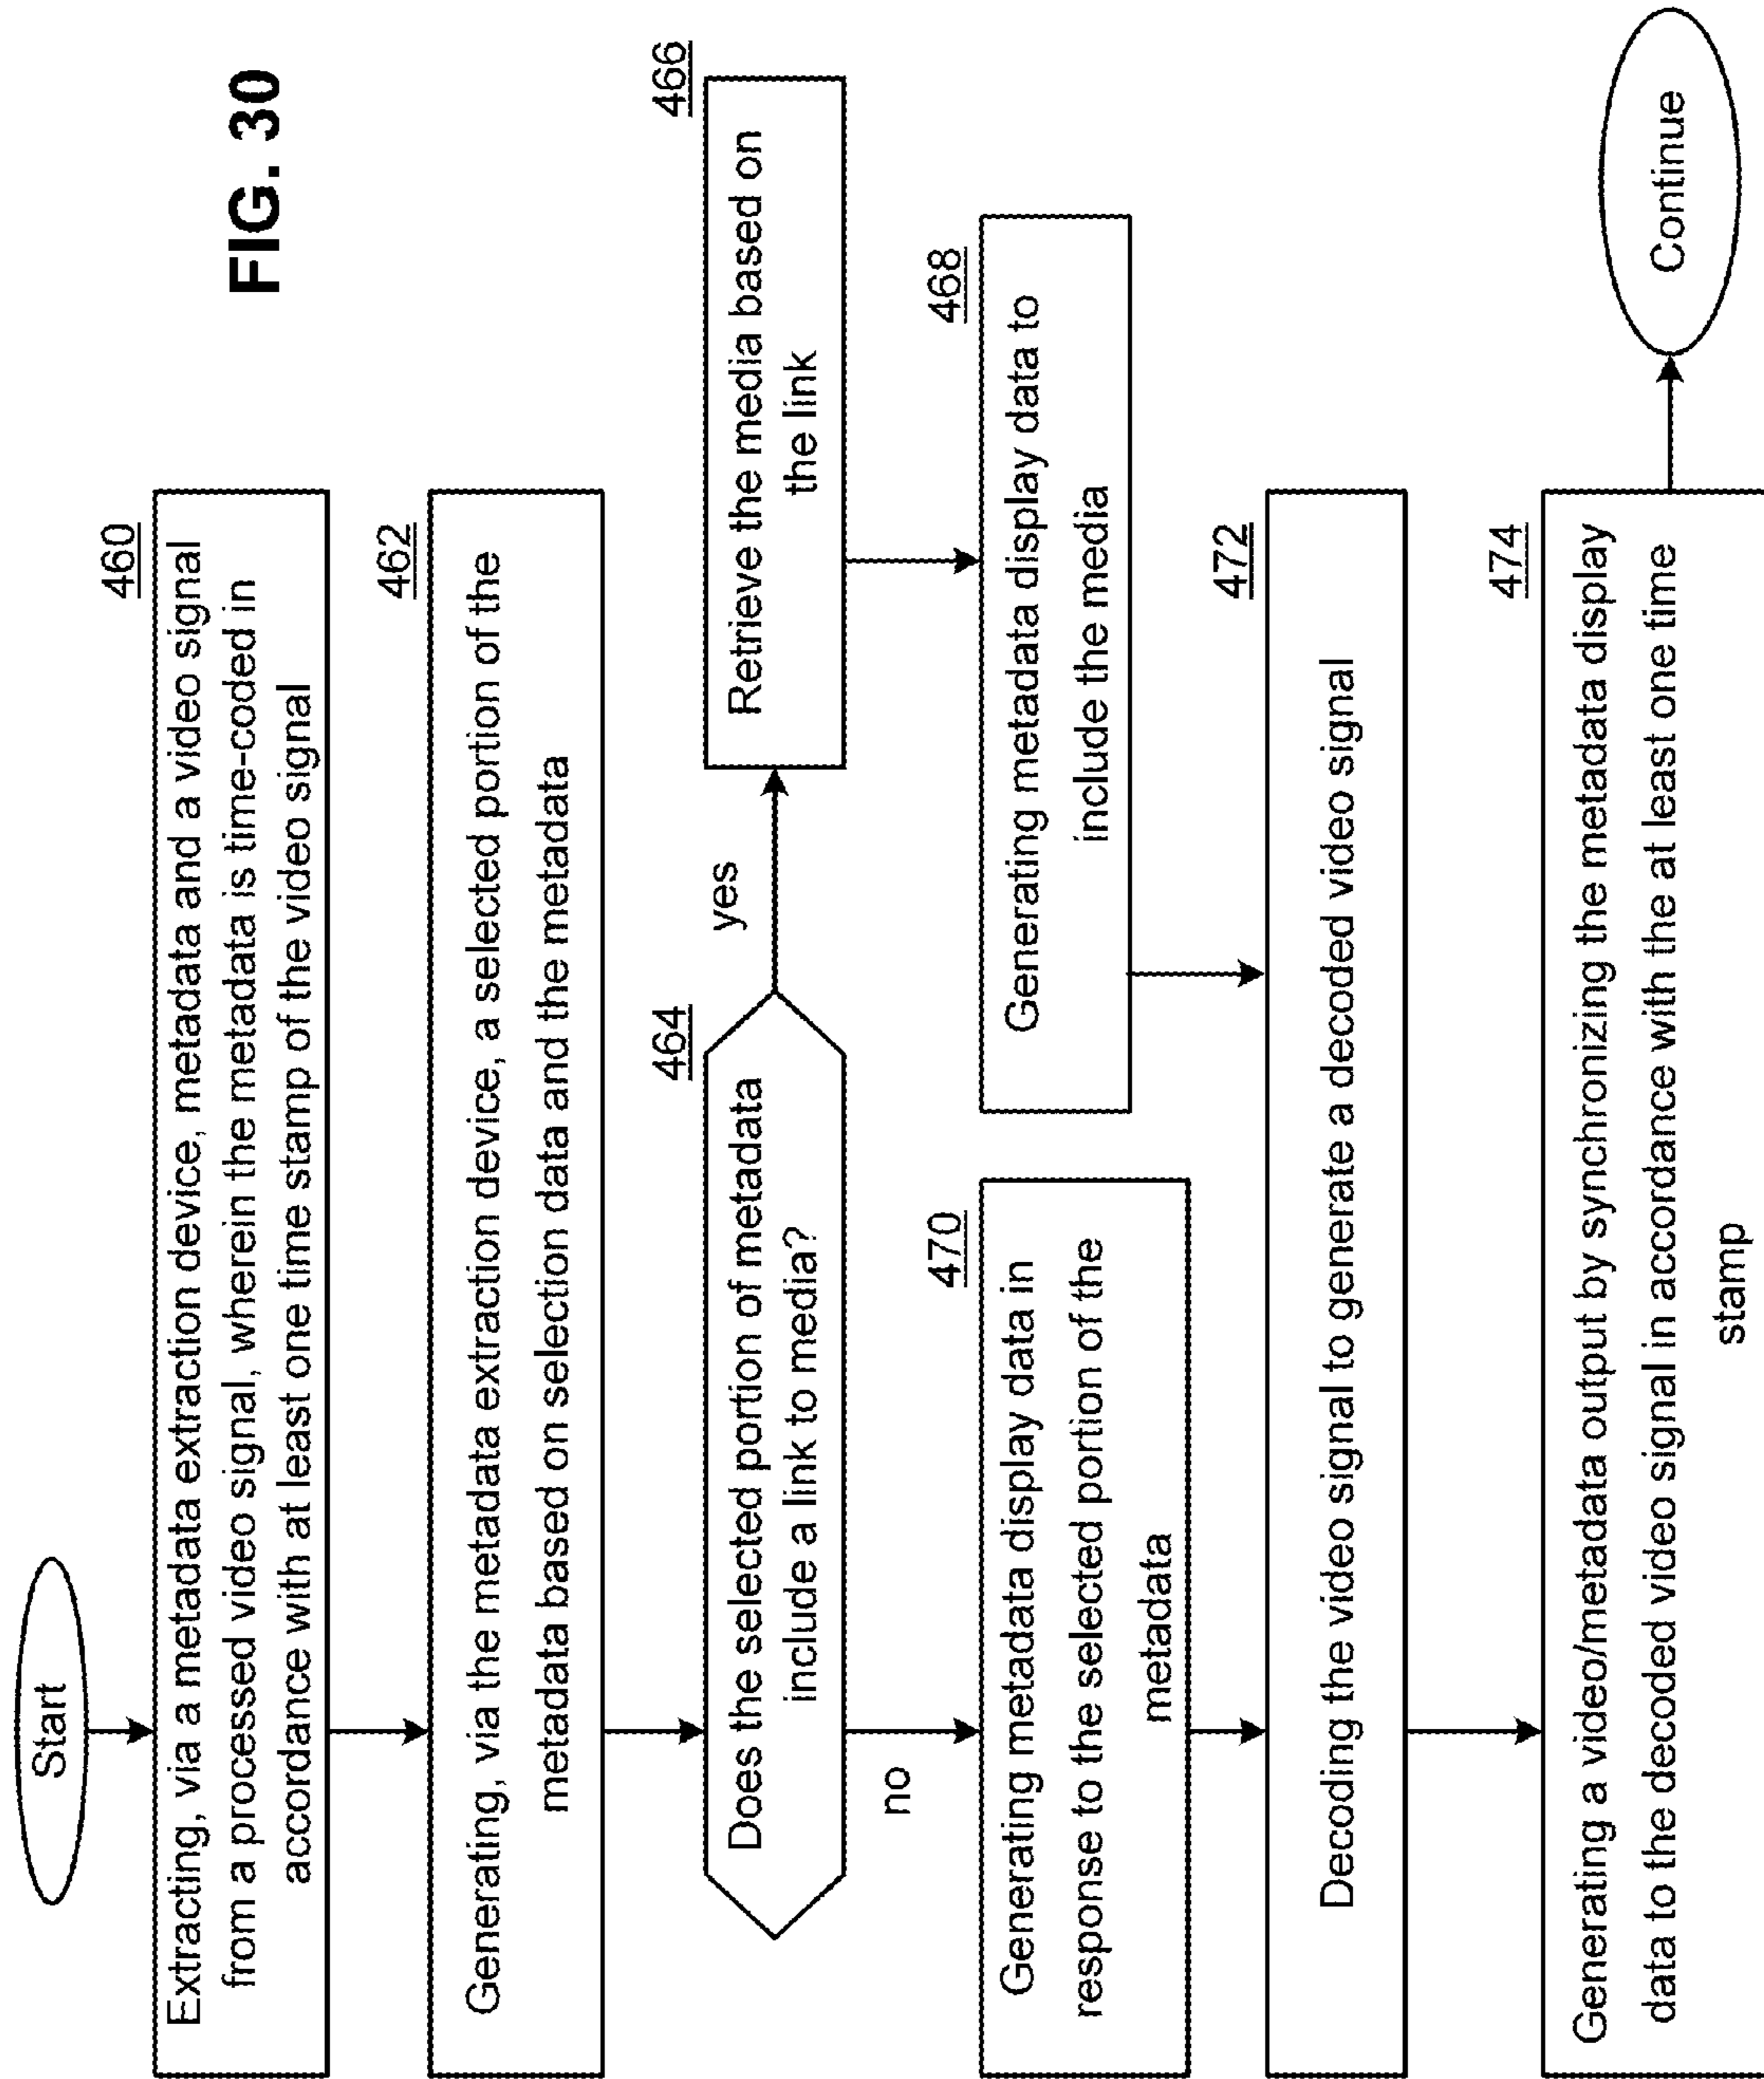 FIG. 30
Start
460
Extracting, via a metadata extraction device, metadata and a video signal
from a processed video signal, wherein the metadata is time-coded in
accordance with at least one time stamp of the video signal
462
Generating, via the metadata extraction device, a selected portion of the
metadata based on selection data and the metadata
464
Does the selected portion of metadata
include a link to media?
yes
466
Retrieve the media based on
the link
no
468
Generating metadata display data to
include the media
470
Generating metadata display data in
response to the selected portion of the
metadata
472
Decoding the video signal to generate a decoded video signal
474
Generating a video/metadata output by synchronizing the metadata display
data to the decoded video signal in accordance with the at least one time
stamp
Continue